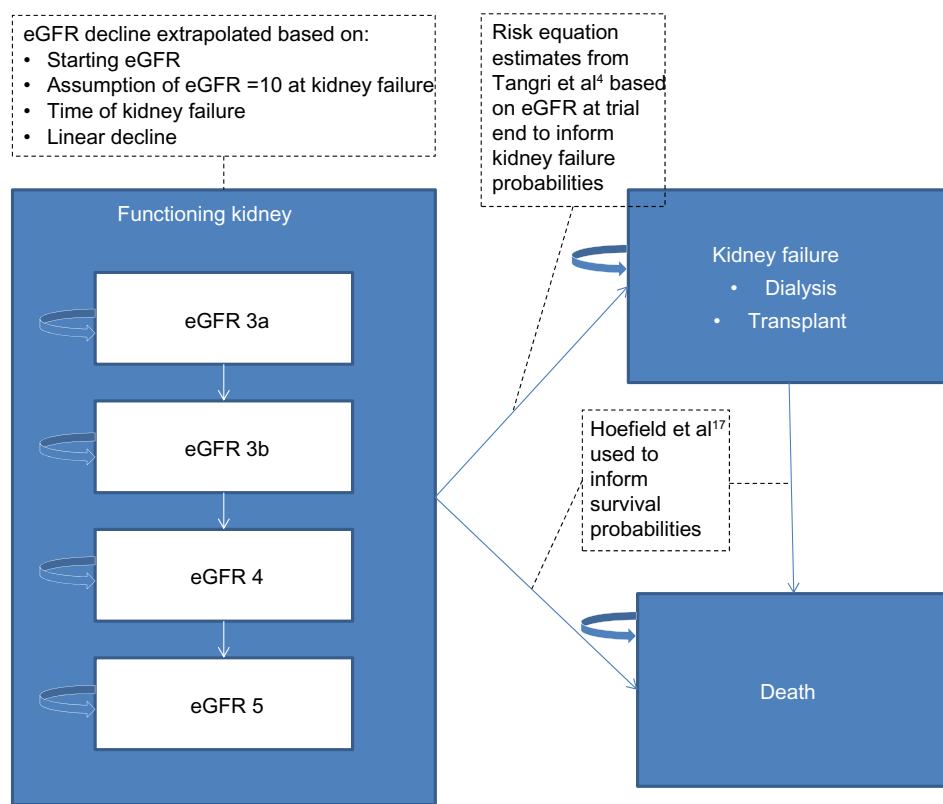 eGFR decline extrapolated based on:
• Starting eGFR
• Assumption of eGFR =10 at kidney failure
• Time of kidney failure
• Linear decline
Risk equation
estimates from
Tangri et al⁴ based
on eGFR at trial
end to inform
kidney failure
probabilities
Functioning kidney
eGFR 3a
eGFR 3b
eGFR 4
eGFR 5
Kidney failure
• Dialysis
• Transplant
Hoefield et al¹⁷
used to
inform
survival
probabilities
Death